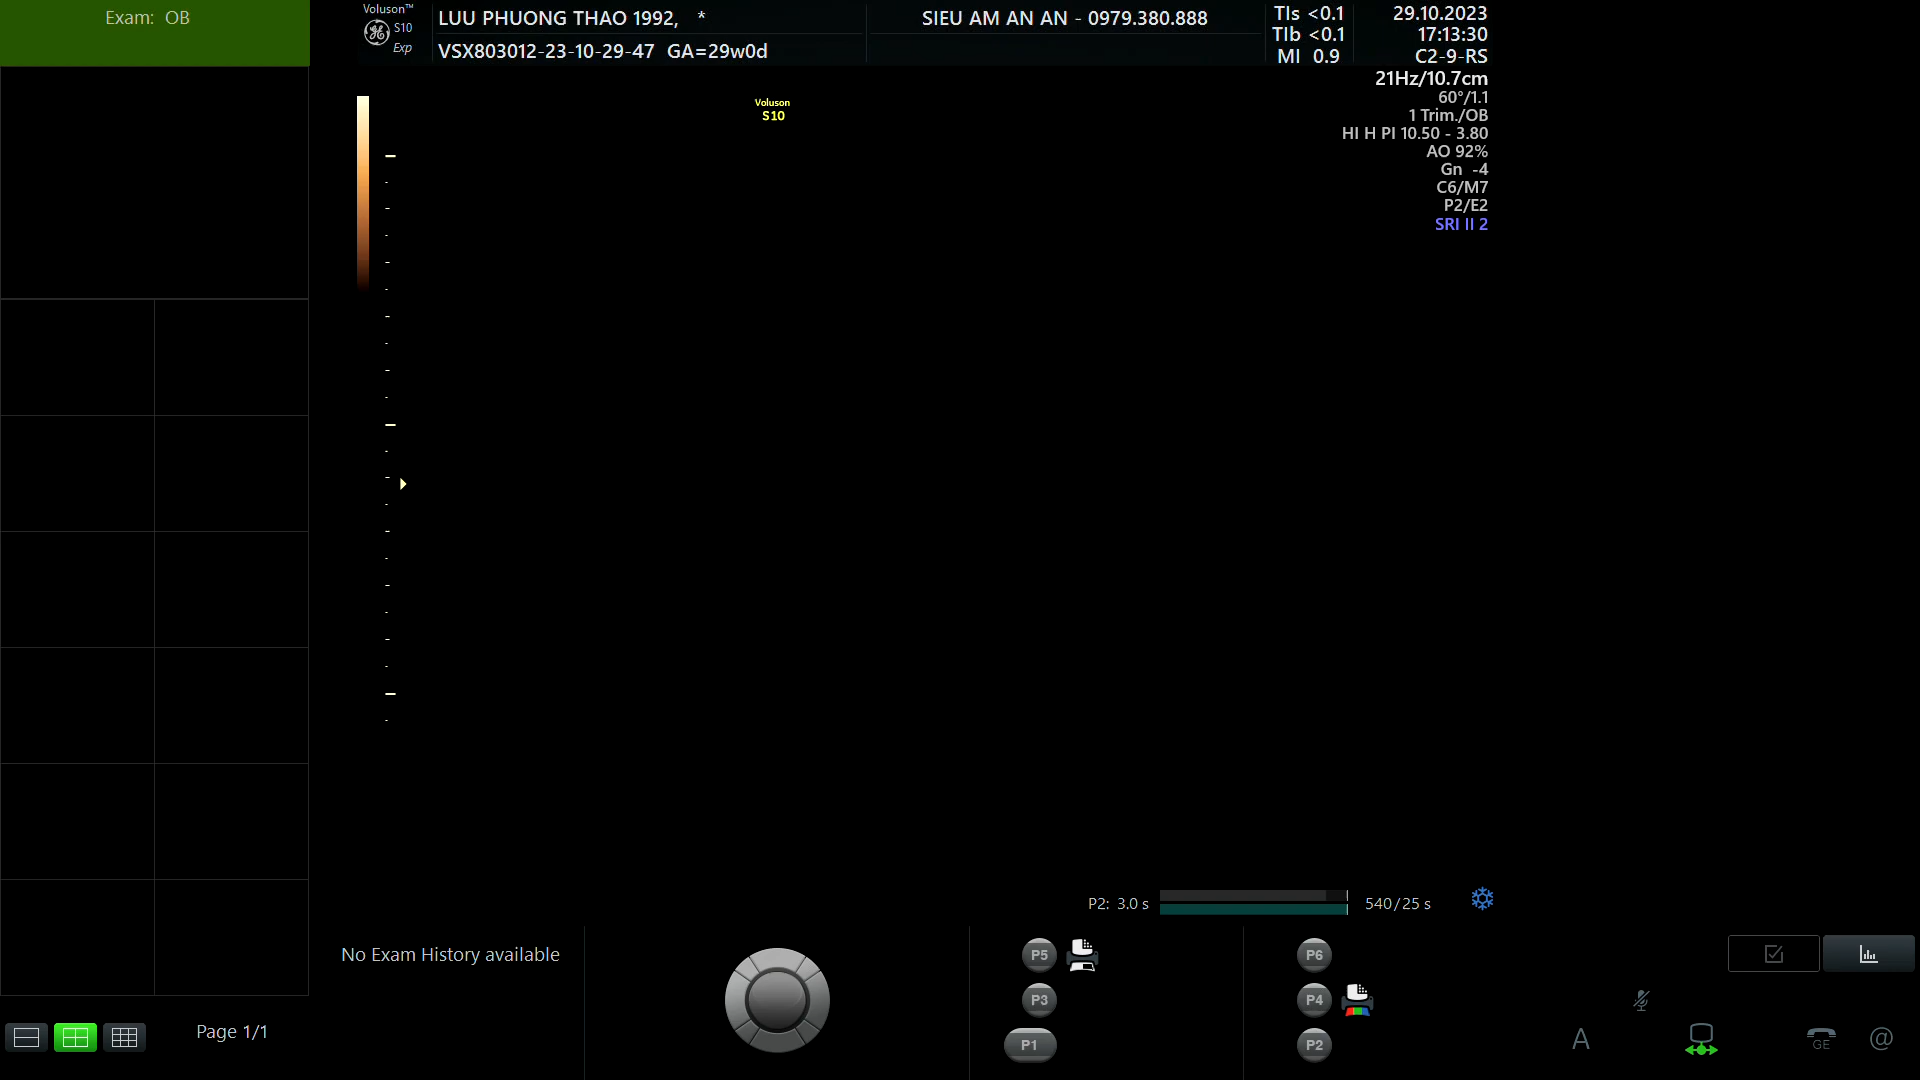 Exam: OB
Voluson™
S10
Exp
LUU PHUONG THAO 1992, *
VSX803012-23-10-29-47 GA=29w0d
SIEU AM AN AN - 0979.380.888
TIs <0.1
TIb <0.1
MI 0.9
29.10.2023
17:13:30
C2-9-RS
21Hz/10.7cm
60°/1.1
1 Trim./OB
HI H PI 10.50 - 3.80
AO 92%
Gn -4
C6/M7
P2/E2
SRI II 2
Voluson
S10
P2: 3.0 s
540/25 s
No Exam History available
P5
P3
P1
P6
P4
P2
Page 1/1
A
GE
@